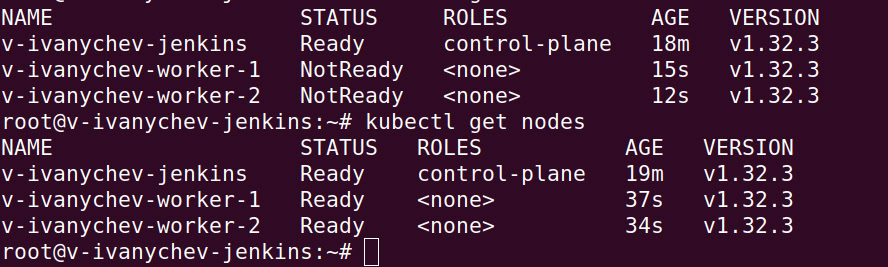 NAME STATUS ROLES AGE VERSION
v-ivanychev-jenkins Ready control-plane 18m v1.32.3
v-ivanychev-worker-1 NotReady <none> 15s v1.32.3
v-ivanychev-worker-2 NotReady <none> 12s v1.32.3
root@v-ivanychev-jenkins:~# kubectl get nodes
NAME STATUS ROLES AGE VERSION
v-ivanychev-jenkins Ready control-plane 19m v1.32.3
v-ivanychev-worker-1 Ready <none> 37s v1.32.3
v-ivanychev-worker-2 Ready <none> 34s v1.32.3
root@v-ivanychev-jenkins:~#